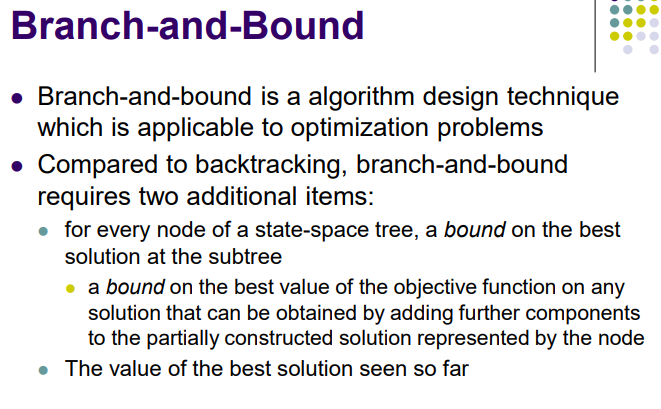 Branch-and-Bound
Branch-and-bound is a algorithm design technique
which is applicable to optimization problems
Compared to backtracking, branch-and-bound
requires two additional items:
for every node of a state-space tree, a bound on the best
solution at the subtree
a bound on the best value of the objective function on any
solution that can be obtained by adding further components
to the partially constructed solution represented by the node
The value of the best solution seen so far